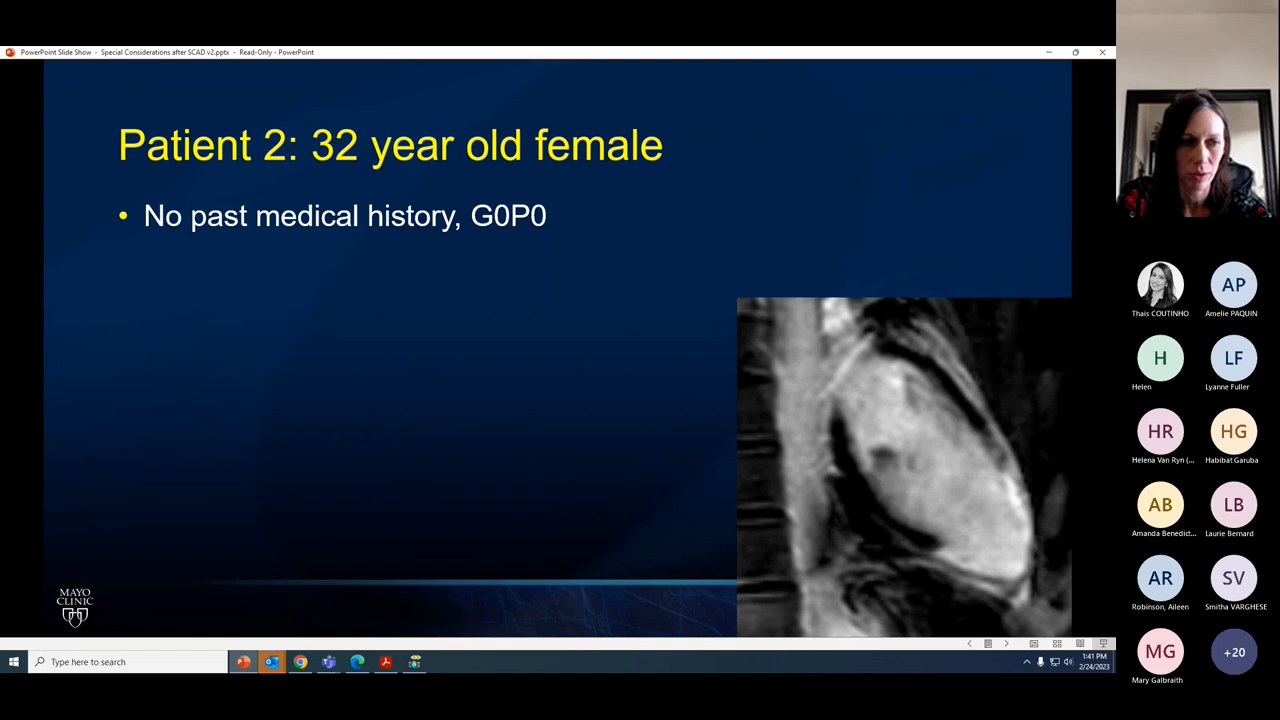 PowerPoint Slide Show - Special Considerations after SCAD v2.pptx - Read-Only - PowerPoint
Patient 2: 32 year old female
• No past medical history, G0P0
MAYO
CLINIC
Type here to search
1:41 PM
2/24/2023
Thais COUTINHO
AP
Amelie PAQUIN
H
Helen
LF
Lyanne Fuller
HR
Helena Van Ryn (...
HG
Habibat Garuba
AB
Amanda Benedict...
LB
Laurie Bernard
AR
Robinson, Aileen
SV
Smitha VARGHESE
MG
Mary Galbraith
+20